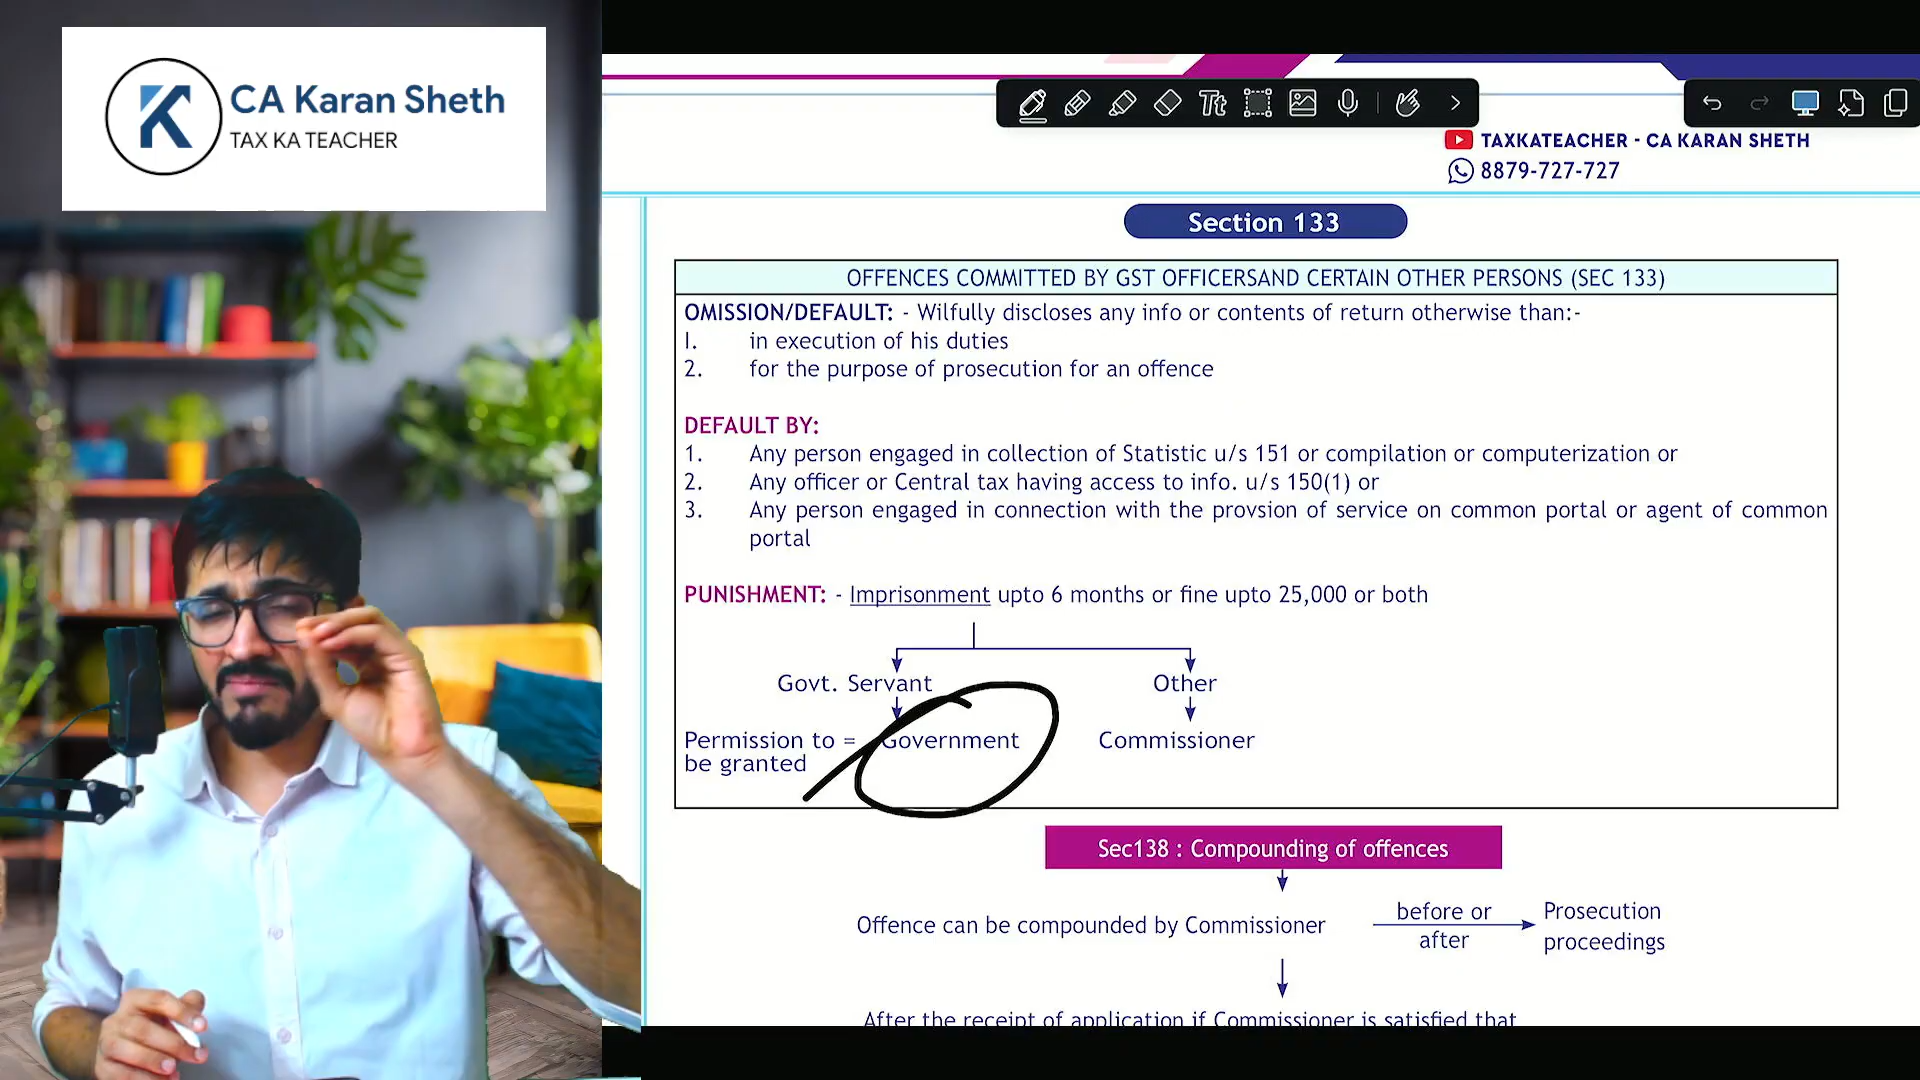 CA Karan Sheth
TAX KA TEACHER
TAXKATEACHER - CA KARAN SHETH
8879-727-727
Section 133
OFFENCES COMMITTED BY GST OFFICERSAND CERTAIN OTHER PERSONS (SEC 133)
OMISSION/DEFAULT: - Wilfully discloses any info or contents of return otherwise than:-
I. in execution of his duties
2. for the purpose of prosecution for an offence
DEFAULT BY:
1. Any person engaged in collection of Statistic u/s 151 or compilation or computerization or
2. Any officer or Central tax having access to info. u/s 150(1) or
3. Any person engaged in connection with the provsion of service on common portal or agent of common
portal
PUNISHMENT: - Imprisonment upto 6 months or fine upto 25,000 or both
Govt. Servant Other
Permission to = Government Commissioner
be granted
Sec138 : Compounding of offences
Offence can be compounded by Commissioner before or after Prosecution
proceedings
After the receipt of application if Commissioner is satisfied that